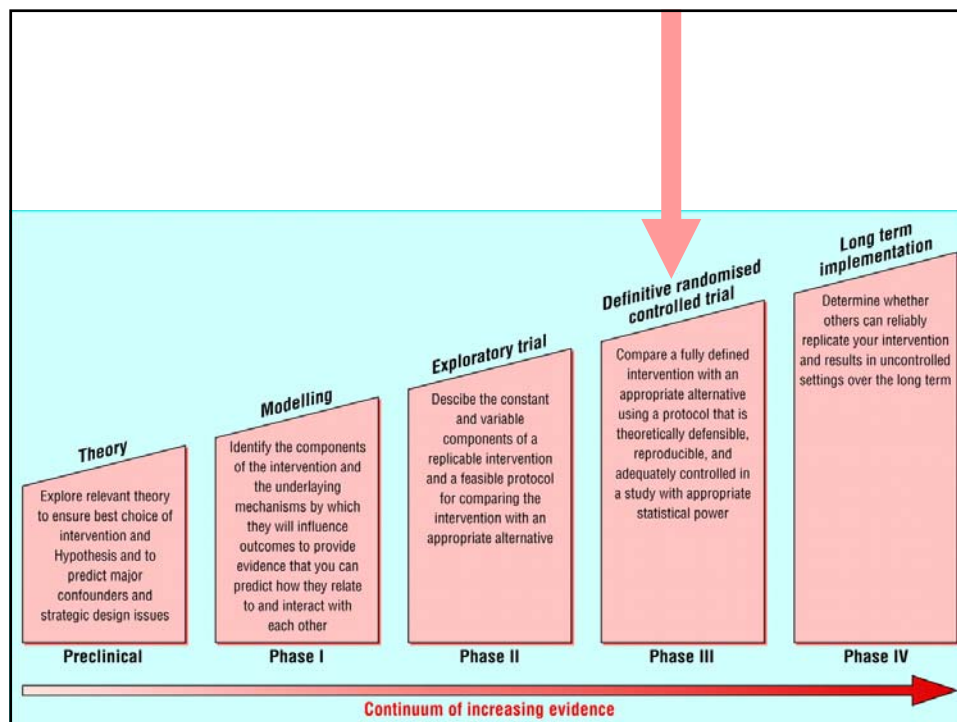 Theory
Explore relevant theory
to ensure best choice of
intervention and
Hypothesis and to
predict major
confounders and
strategic design issues
Preclinical
Modelling
Identify the components
of the intervention and
the underlaying
mechanisms by which
they will influence
outcomes to provide
evidence that you can
predict how they relate
to and interact with
each other
Phase I
Exploratory trial
Descibe the constant
and variable
components of a
replicable intervention
and a feasible protocol
for comparing the
intervention with an
appropriate alternative
Phase II
Definitive randomised
controlled trial
Compare a fully defined
intervention with an
appropriate alternative
using a protocol that is
theoretically defensible,
reproducible, and
adequately controlled in
a study with appropriate
statistical power
Phase III
Long term
implementation
Determine whether
others can reliably
replicate your intervention
and results in uncontrolled
settings over the long term
Phase IV
Continuum of increasing evidence